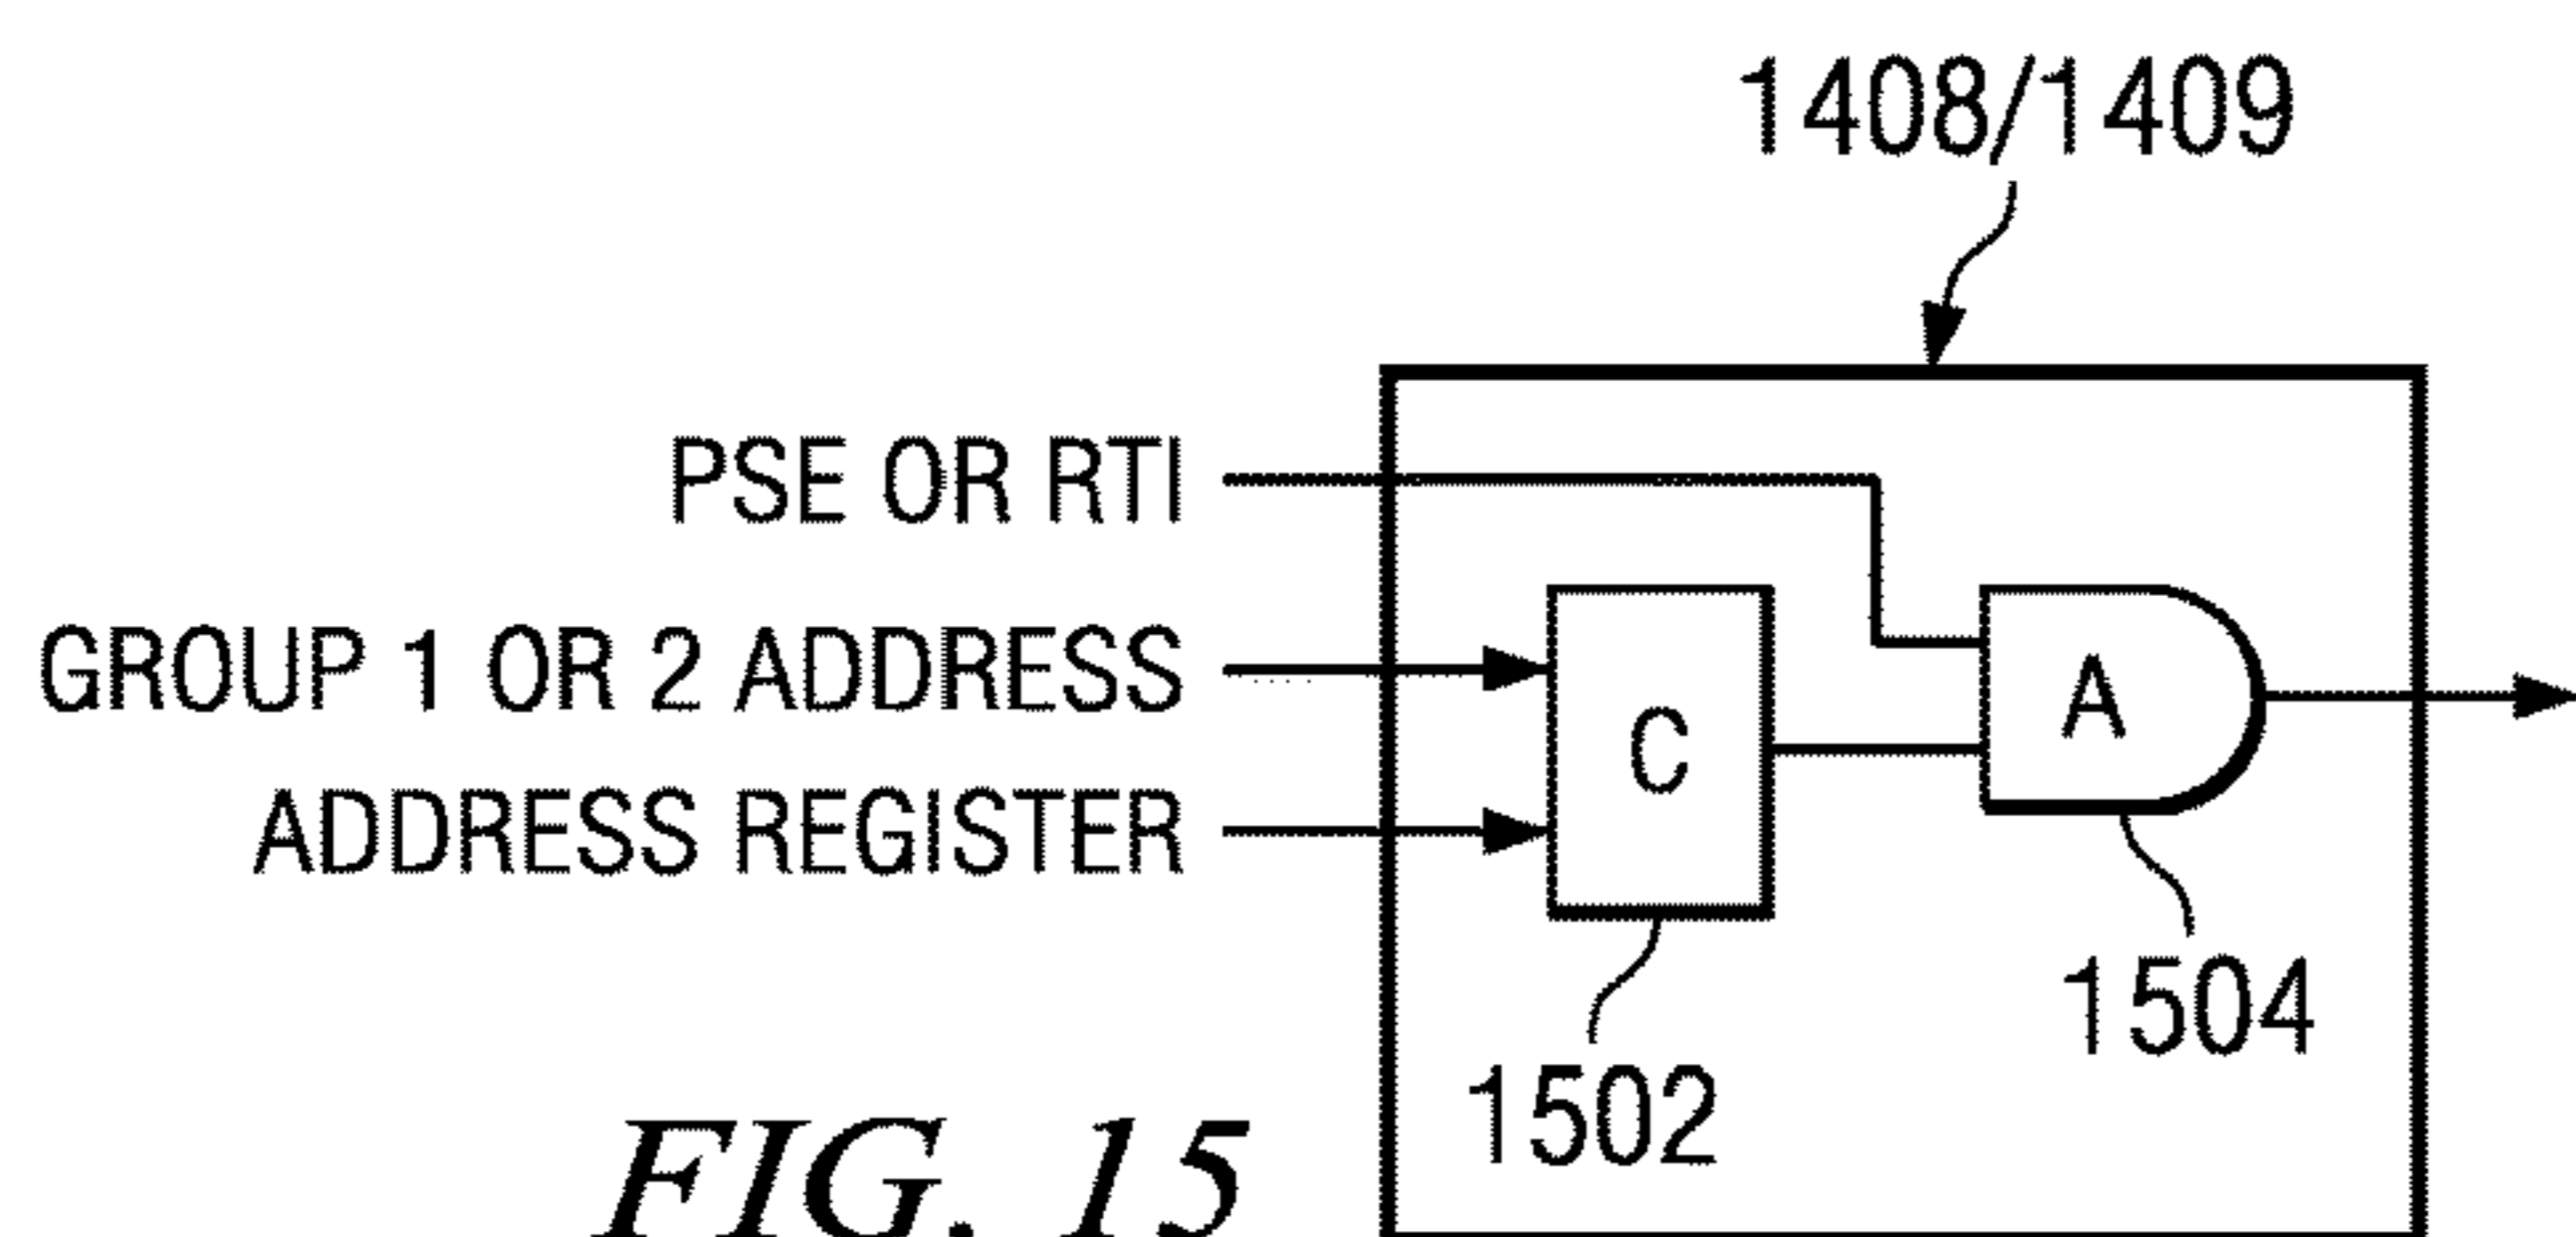 1408/1409
PSE OR RTI
GROUP 1 OR 2 ADDRESS
A
C
ADDRESS REGISTER
1504
1502
FIG. 15